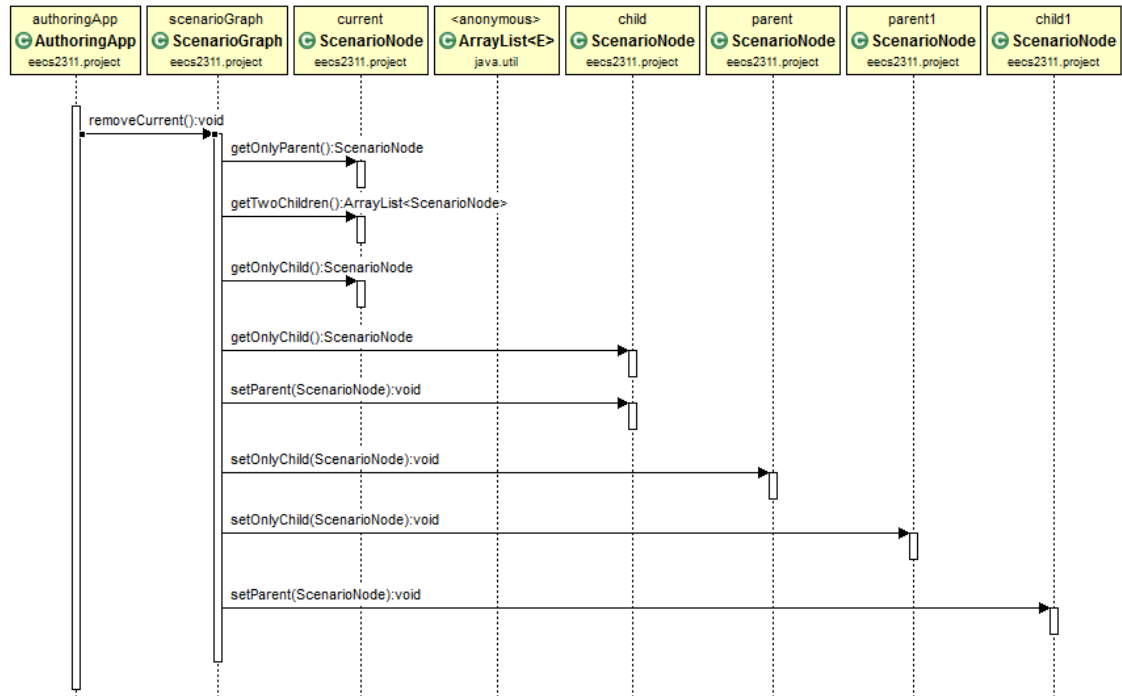 authoringApp scenarioGraph current <anonymous> child parent parent1 child1
C AuthoringApp C ScenarioGraph C ScenarioNode C ArrayList<E> C ScenarioNode C ScenarioNode C ScenarioNode C ScenarioNode
eecs2311.project eecs2311.project eecs2311.project java.util eecs2311.project eecs2311.project eecs2311.project eecs2311.project
removeCurrent():void
getOnlyParent():ScenarioNode
getTwoChildren():ArrayList<ScenarioNode>
getOnlyChild():ScenarioNode
getOnlyChild():ScenarioNode
setParent(ScenarioNode):void
setOnlyChild(ScenarioNode):void
setOnlyChild(ScenarioNode):void
setParent(ScenarioNode):void